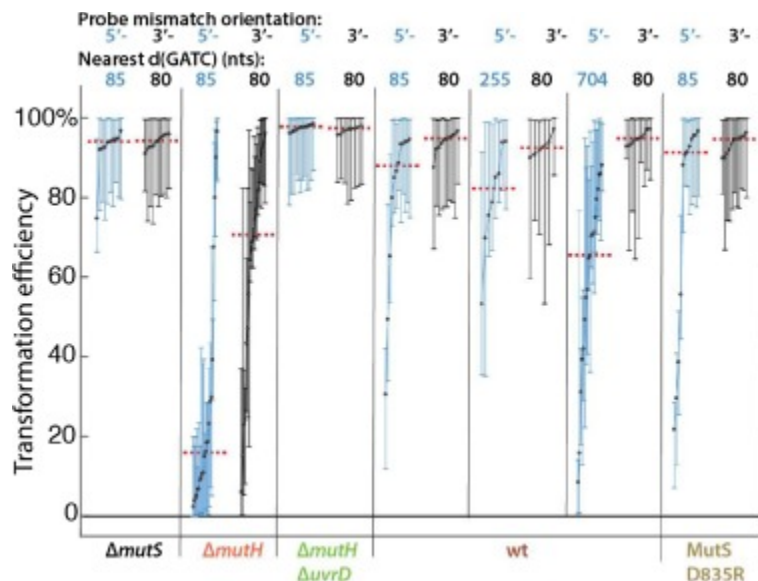 Probe mismatch orientation:
5'- 3'- 5'- 3'- 5'- 3'- 5'- 3'- 5'- 3'- 5'- 3'- 5'- 3'-
Nearest d(GATC) (nts):
85 80 85 80 85 80 85 80 255 80 704 80 85 80
100%
80
60
40
20
0
Transformation efficiency
ΔmutS ΔmutH ΔmutH wt MutS
ΔuvrD D835R